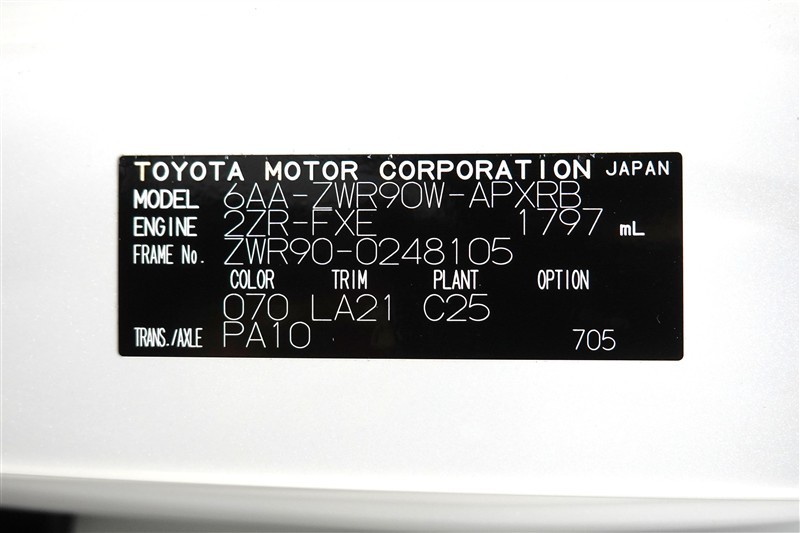 TOYOTA MOTOR CORPORATION JAPAN
MODEL 6AA-ZWR90W-APXRB
ENGINE 2ZR-FXE 1797 mL
FRAME No. ZWR90-0248105
COLOR TRIM PLANT OPTION
070 LA21 C25
TRANS./AXLE PA10 705